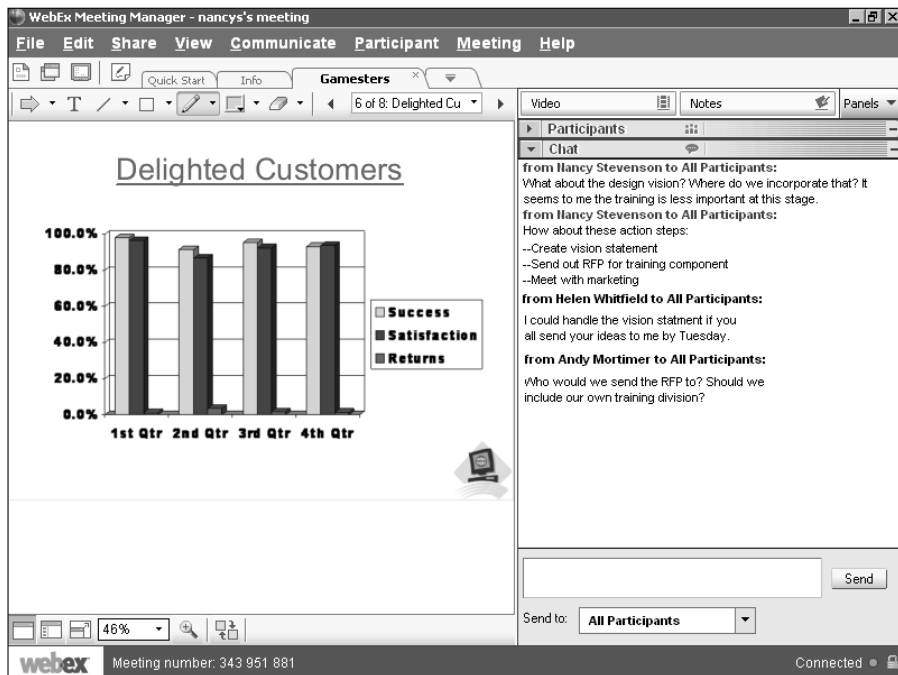 WebEx Meeting Manager - nancys's meeting
File Edit Share View Communicate Participant Meeting Help
Quick Start Info Gamesters
T 6 of 8: Delighted Cu
Video Notes Panels
Participants
Chat
Delighted Customers
100.0%
80.0%
60.0%
40.0%
20.0%
0.0%
1st Qtr 2nd Qtr 3rd Qtr 4th Qtr
Success
Satisfaction
Returns
from Nancy Stevenson to All Participants:
What about the design vision? Where do we incorporate that? It
seems to me the training is less important at this stage.
from Nancy Stevenson to All Participants:
How about these action steps:
--Create vision statement
--Send out RFP for training component
--Meet with marketing
from Helen Whitfield to All Participants:
I could handle the vision statment if you
all send your ideas to me by Tuesday.
from Andy Mortimer to All Participants:
Who would we send the RFP to? Should we
include our own training division?
Send
Send to: All Participants
46%
webex Meeting number: 343 951 881 Connected